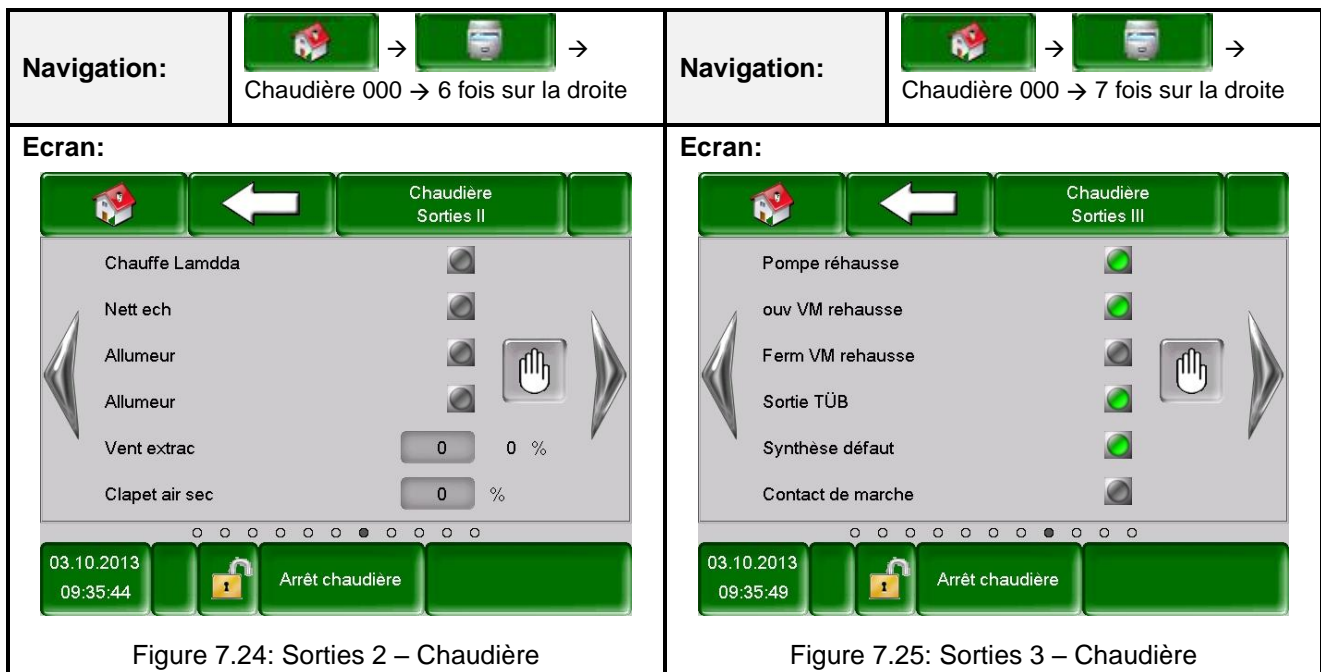 Navigation:
→ →
Chaudière 000 → 6 fois sur la droite
Ecran:
Chaudière
Sorties II
Chauffe Lamdda
Nett ech
Allumeur
Allumeur
Vent extrac 0 0 %
Clapet air sec 0 %
03.10.2013
09:35:44
Arrêt chaudière
Figure 7.24: Sorties 2 – Chaudière
Navigation:
→ →
Chaudière 000 → 7 fois sur la droite
Ecran:
Chaudière
Sorties III
Pompe réhausse
ouv VM rehausse
Ferm VM rehausse
Sortie TÜB
Synthèse défaut
Contact de marche
03.10.2013
09:35:49
Arrêt chaudière
Figure 7.25: Sorties 3 – Chaudière